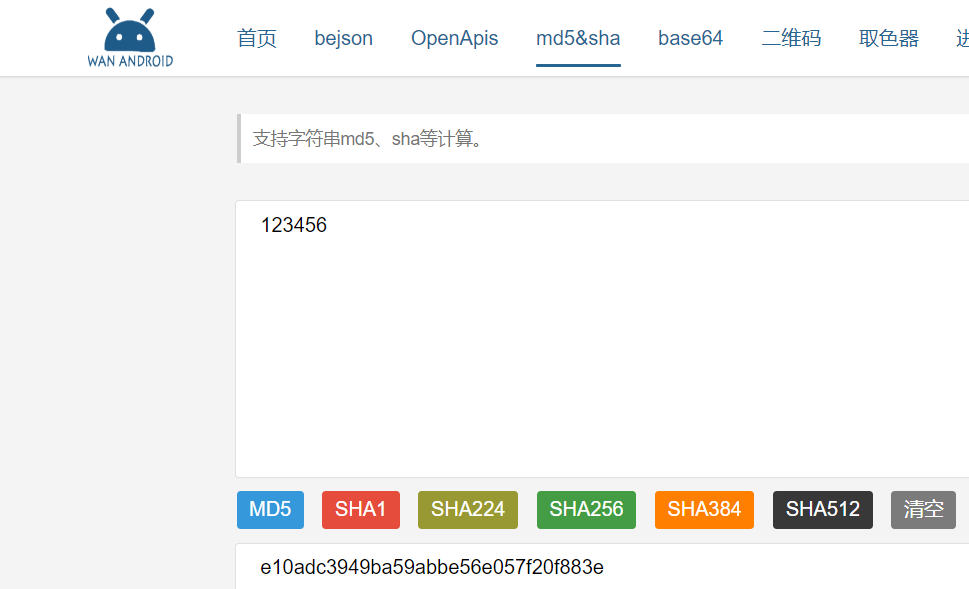 WAN ANDROID
首页 bejson OpenApis md5&sha base64 二维码 取色器
支持字符串md5、sha等计算。
123456
MD5 SHA1 SHA224 SHA256 SHA384 SHA512 清空
e10adc3949ba59abbe56e057f20f883e